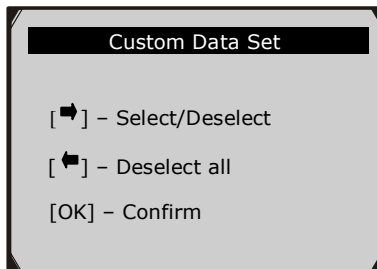 Custom Data Set
[➡] – Select/Deselect
[⬅] – Deselect all
[OK] – Confirm